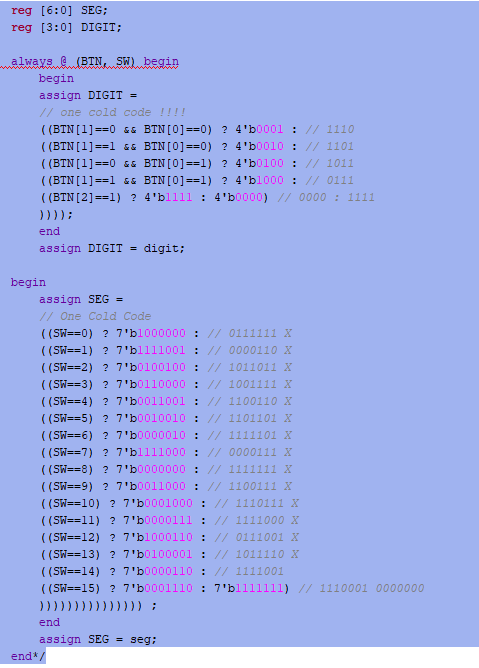 reg [6:0] SEG;
reg [3:0] DIGIT;
always @ (BTN, SW) begin
begin
assign DIGIT =
// one cold code !!!!
((BTN[1]==0 && BTN[0]==0) ? 4'b0001 : // 1110
((BTN[1]==1 && BTN[0]==0) ? 4'b0010 : // 1101
((BTN[1]==0 && BTN[0]==1) ? 4'b0100 : // 1011
((BTN[1]==1 && BTN[0]==1) ? 4'b1000 : // 0111
((BTN[2]==1) ? 4'b1111 : 4'b0000) // 0000 : 1111
))));
end
assign DIGIT = digit;
begin
assign SEG =
// One Cold Code
((SW==0) ? 7'b1000000 : // 0111111 X
((SW==1) ? 7'b1111001 : // 0000110 X
((SW==2) ? 7'b0100100 : // 1011011 X
((SW==3) ? 7'b0110000 : // 1001111 X
((SW==4) ? 7'b0011001 : // 1100110 X
((SW==5) ? 7'b0010010 : // 1101101 X
((SW==6) ? 7'b0000010 : // 1111101 X
((SW==7) ? 7'b1111000 : // 0000111 X
((SW==8) ? 7'b0000000 : // 1111111 X
((SW==9) ? 7'b0011000 : // 1100111 X
((SW==10) ? 7'b0001000 : // 1110111 X
((SW==11) ? 7'b0000111 : // 1111000 X
((SW==12) ? 7'b1000110 : // 0111001 X
((SW==13) ? 7'b0100001 : // 1011110 X
((SW==14) ? 7'b0000110 : // 1111001
((SW==15) ? 7'b0001110 : 7'b1111111) // 1110001 0000000
))))))))))))))) ;
end
assign SEG = seg;
end*/